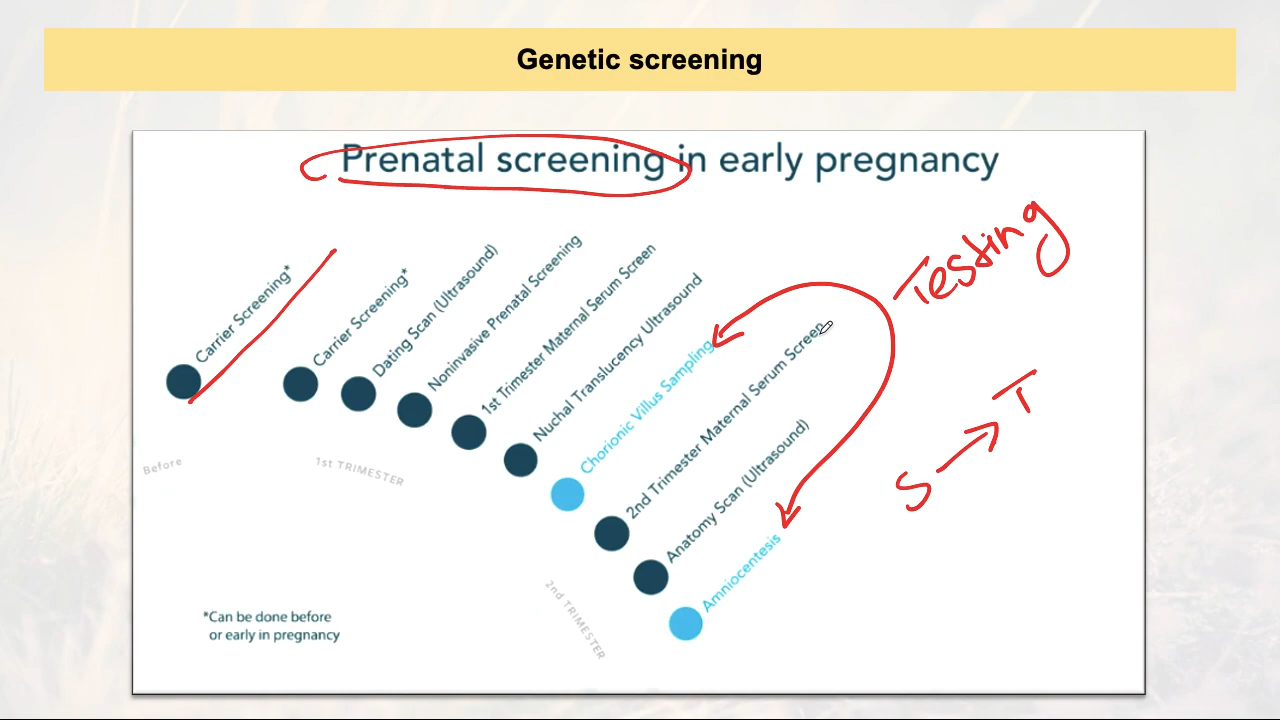 Genetic screening
Prenatal screening in early pregnancy
Carrier Screening*
Carrier Screening*
Dating Scan (Ultrasound)
Noninvasive Prenatal Screening
1st Trimester Maternal Serum Screen
Nuchal Translucency Ultrasound
Chorionic Villus Sampling
2nd Trimester Maternal Serum Screen
Anatomy Scan (Ultrasound)
Amniocentesis
Testing
S → T
Before
1st TRIMESTER
2nd TRIMESTER
*Can be done before
or early in pregnancy